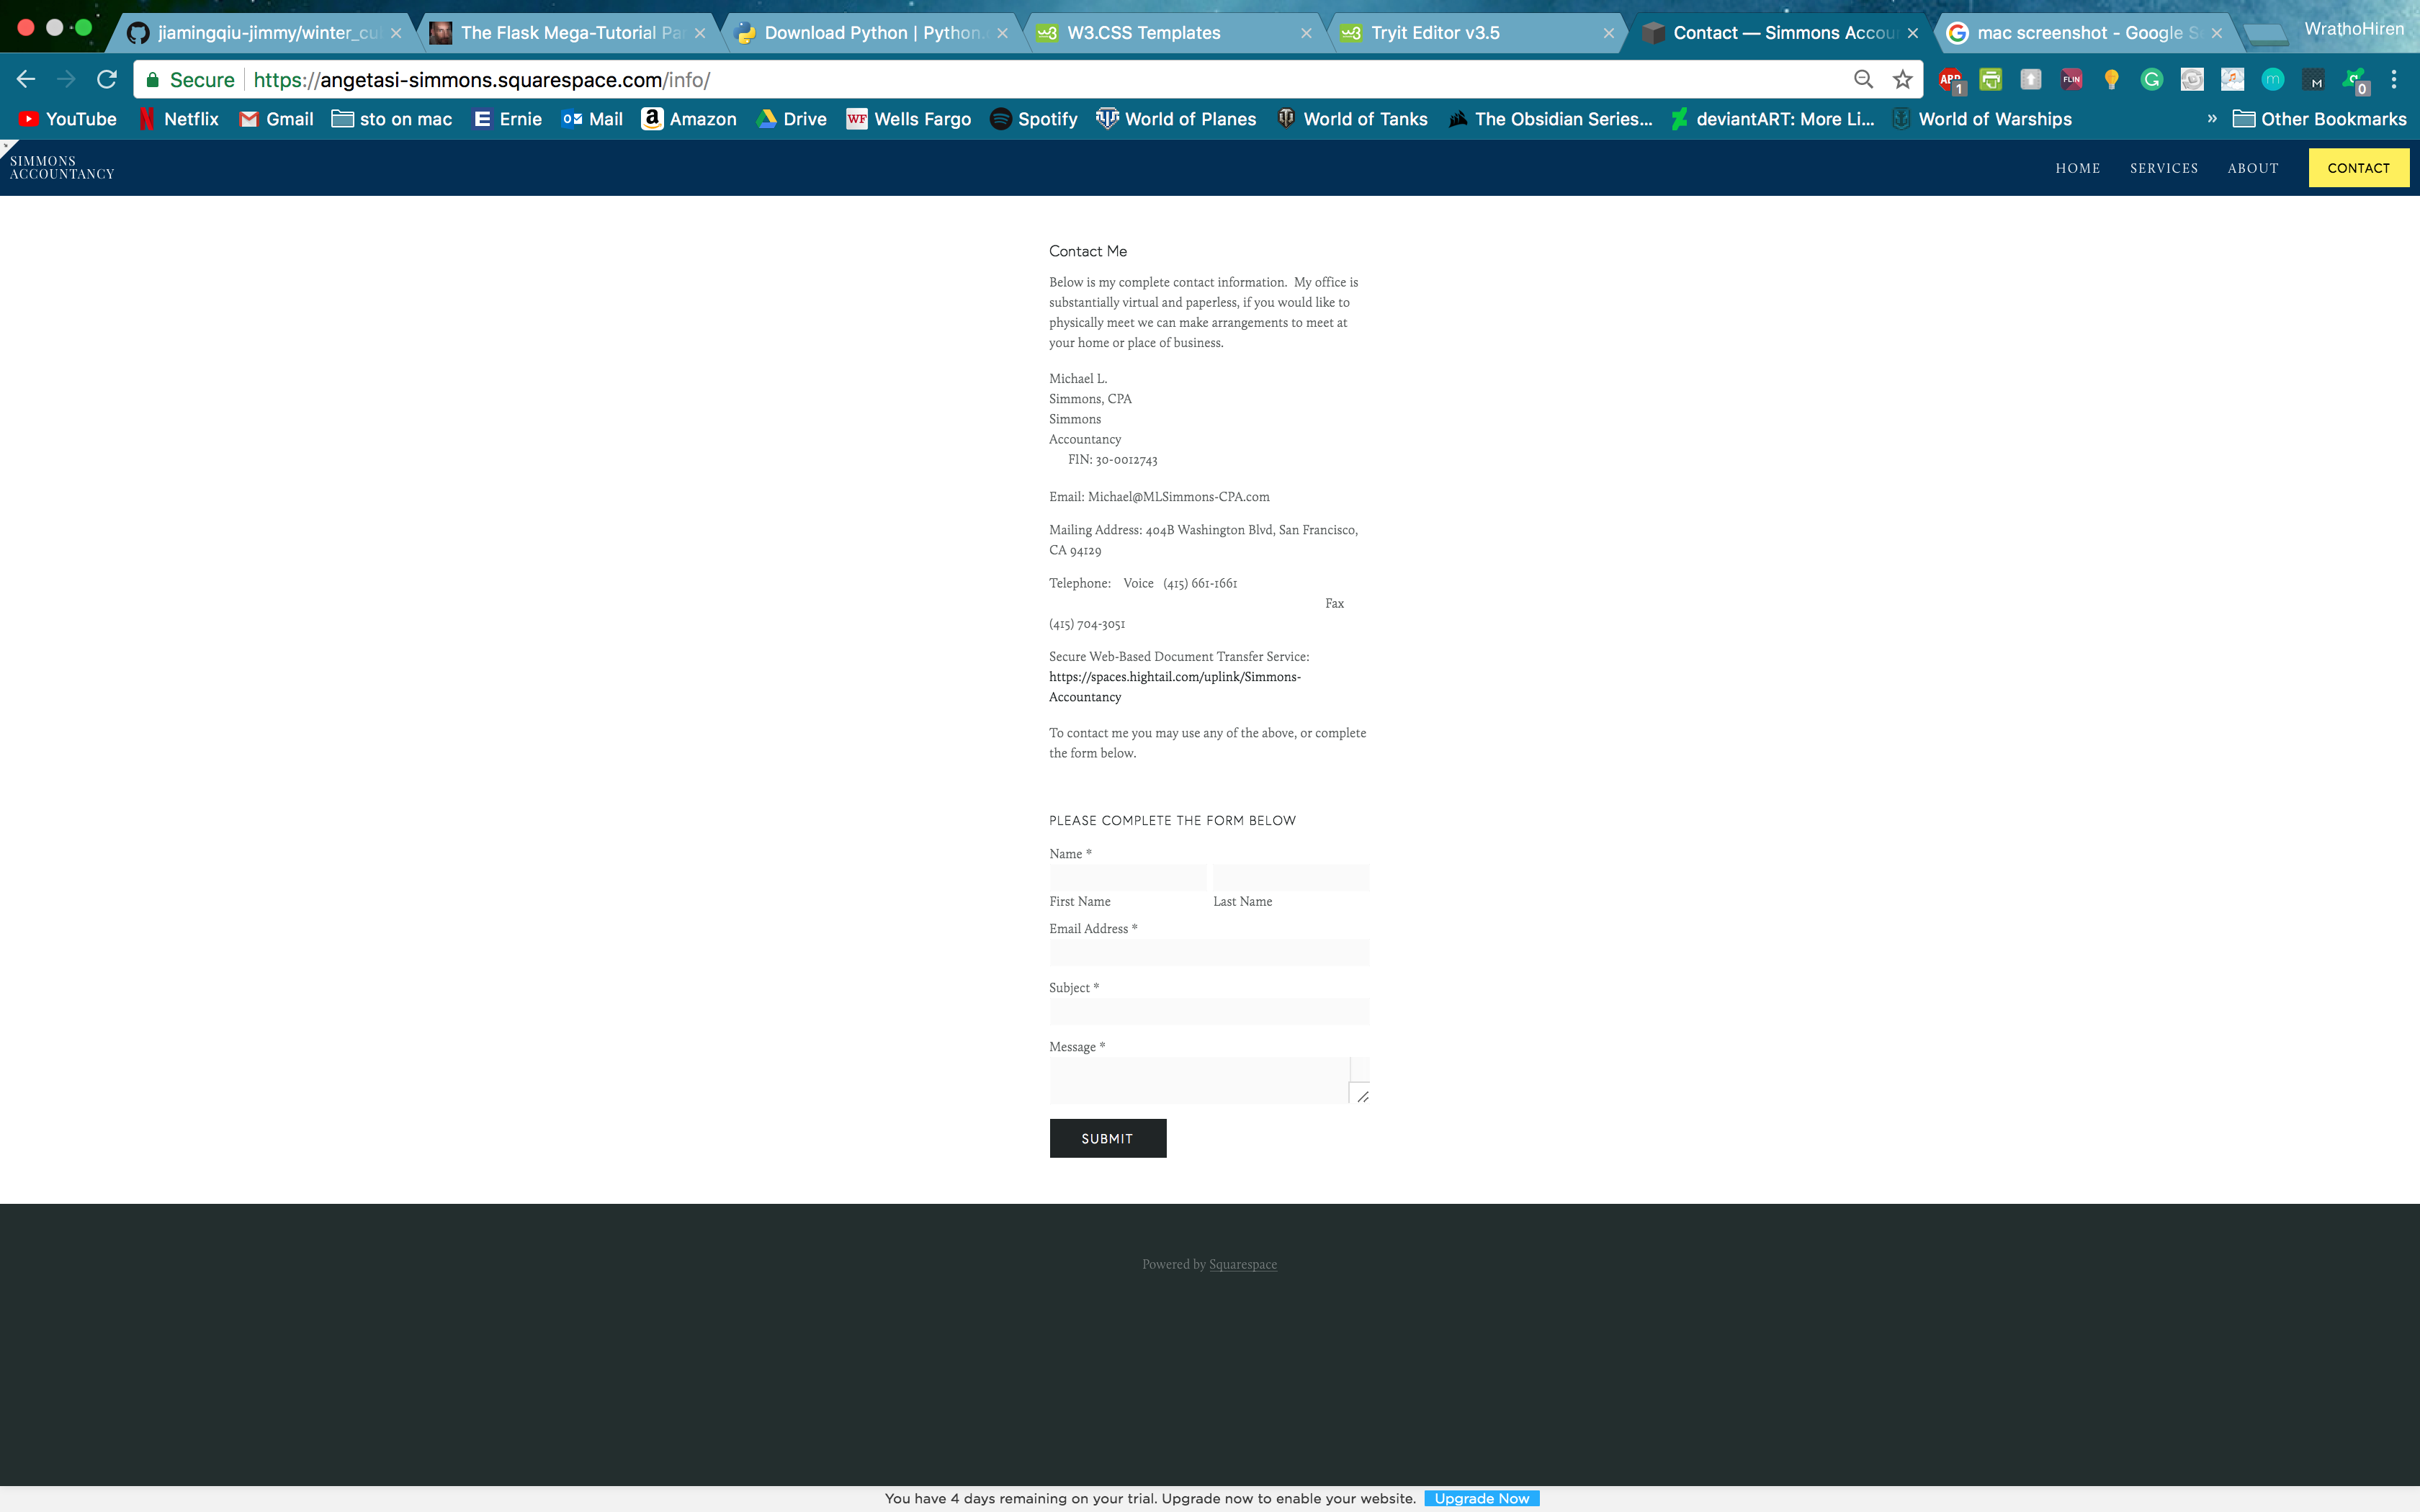 jiamingqiu-jimmy/winter_cu
The Flask Mega-Tutorial Pa
Download Python | Python.
W3.CSS Templates
Tryit Editor v3.5
Contact — Simmons Accou
mac screenshot - Google S
WrathoHiren
Secure
https://angetasi-simmons.squarespace.com/info/
YouTube Netflix Gmail sto on mac Ernie Mail Amazon Drive Wells Fargo Spotify World of Planes World of Tanks The Obsidian Series... deviantART: More Li... World of Warships » Other Bookmarks
SIMMONS
ACCOUNTANCY
HOME SERVICES ABOUT CONTACT
Contact Me
Below is my complete contact information. My office is
substantially virtual and paperless, if you would like to
physically meet we can make arrangements to meet at
your home or place of business.
Michael L.
Simmons, CPA
Simmons
Accountancy
FIN: 30-0012743
Email: Michael@MLSimmons-CPA.com
Mailing Address: 404B Washington Blvd, San Francisco,
CA 94129
Telephone: Voice (415) 661-1661
Fax
(415) 704-3051
Secure Web-Based Document Transfer Service:
https://spaces.hightail.com/uplink/Simmons-
Accountancy
To contact me you may use any of the above, or complete
the form below.
PLEASE COMPLETE THE FORM BELOW
Name *
First Name Last Name
Email Address *
Subject *
Message *
SUBMIT
Powered by Squarespace
You have 4 days remaining on your trial. Upgrade now to enable your website. Upgrade Now